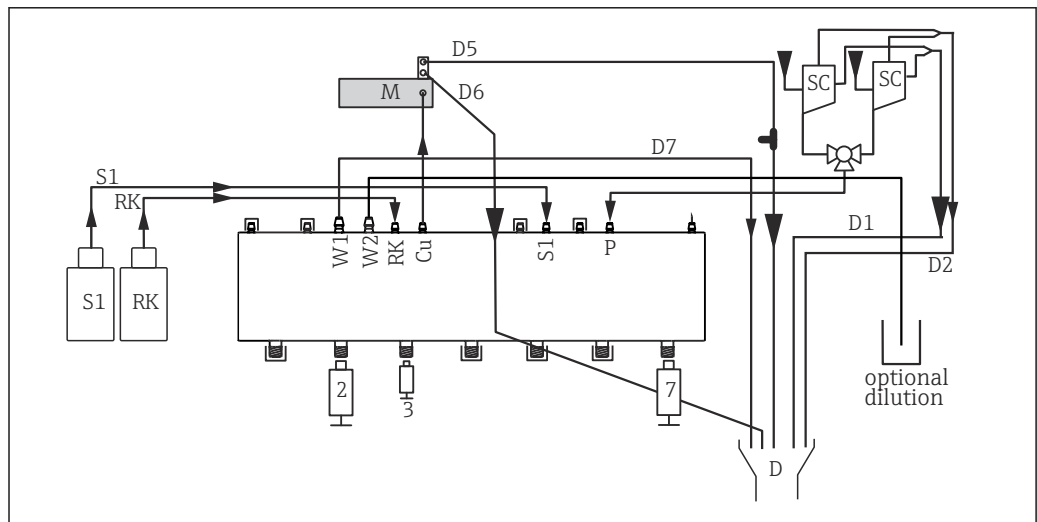 D5
SC
SC
M
D6
D7
S1
RK
W1
W2
RK
Cu
S1
P
D1
D2
S1
RK
optional
dilution
2
3
7
D